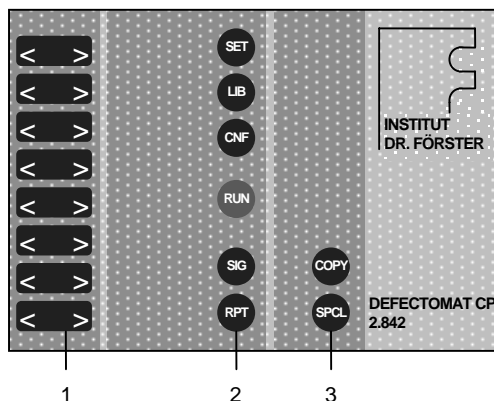 < >
< >
< >
< >
< >
< >
< >
< >
SET
LIB
CNF
RUN
SIG
RPT
COPY
SPCL
INSTITUT
DR. FÖRSTER
DEFECTOMAT CP
2.842
1 2 3